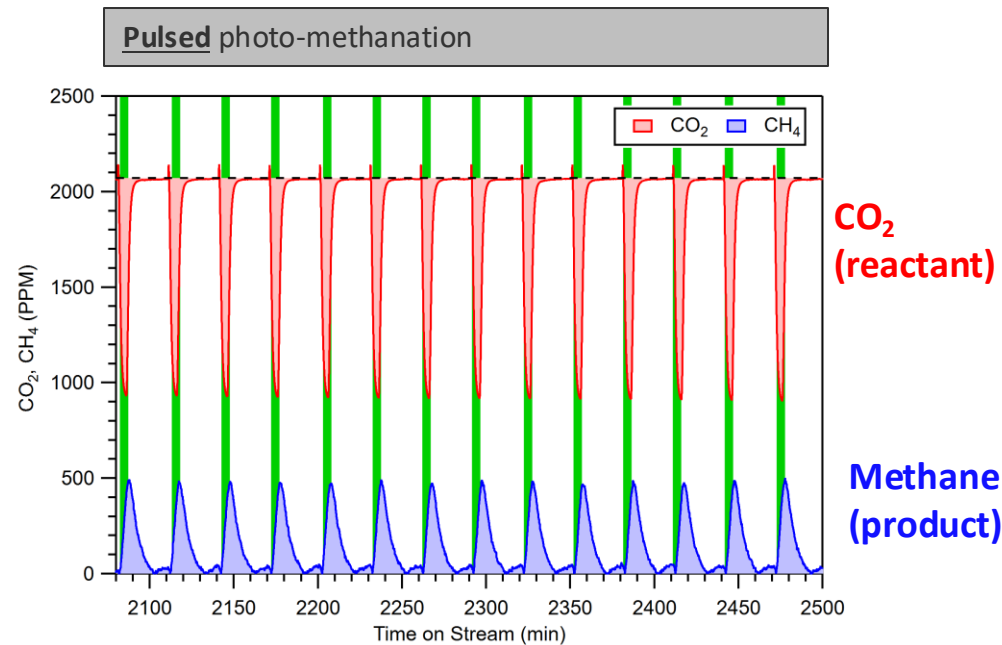 Pulsed photo-methanation
2500
2000
1500
1000
500
0
CO₂, CH₄ (PPM)
CO₂ CH₄
2100 2150 2200 2250 2300 2350 2400 2450 2500
Time on Stream (min)
CO₂
(reactant)
Methane
(product)